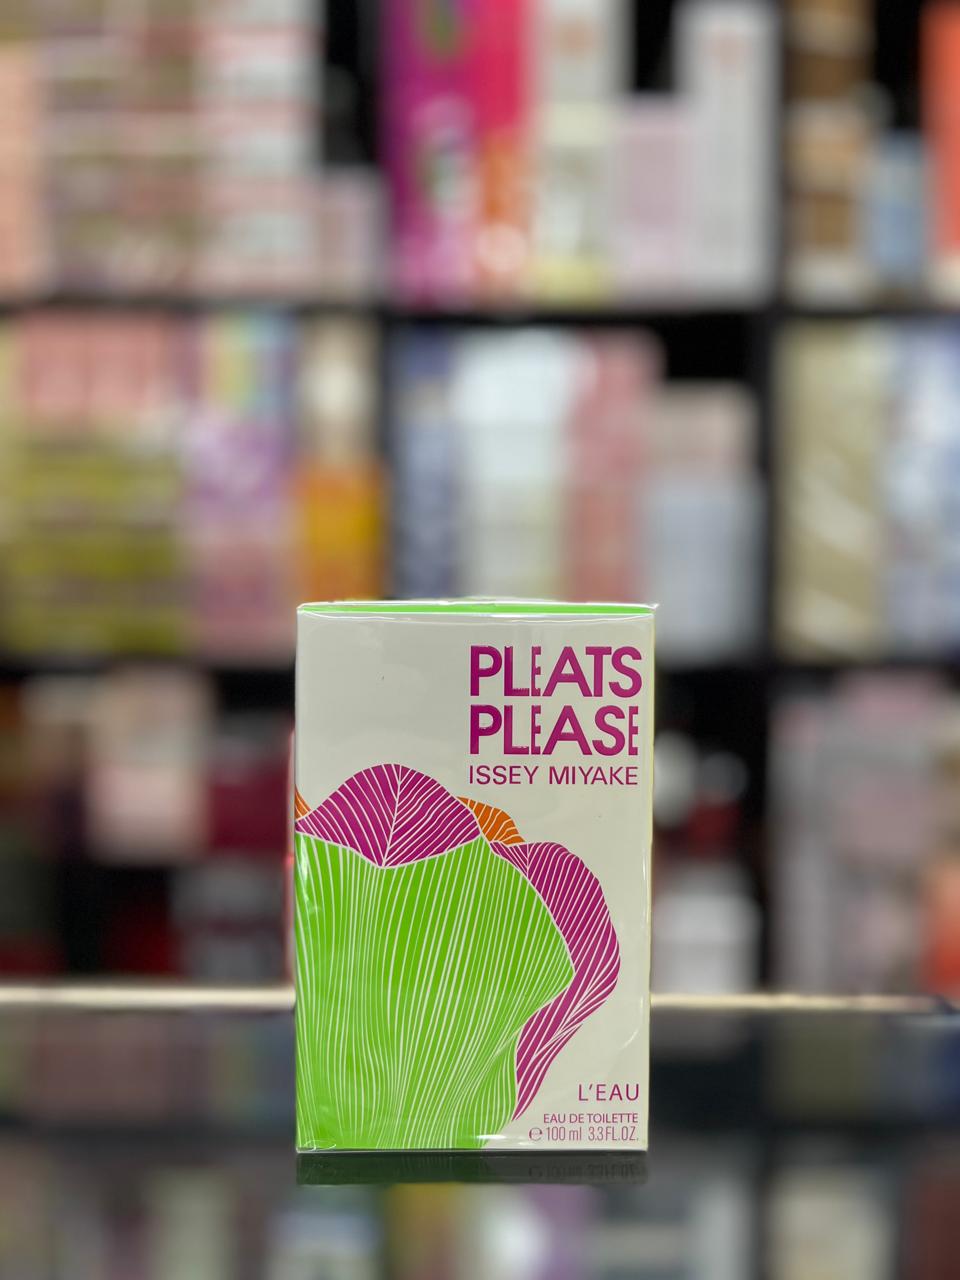 PLEATS
PLEASE
ISSEY MIYAKE
L'EAU
EAU DE TOILETTE
℮ 100 ml 3.3 FL.OZ.